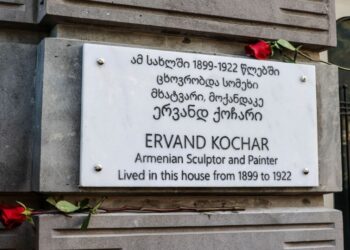 ამ სახლში 1899-1922 წლებში
ცხოვრობდა სომეხი
მხატვარი, მოქანდაკე
ერვანდ ქოჩარი
ERVAND KOCHAR
Armenian Sculptor and Painter
Lived in this house from 1899 to 1922